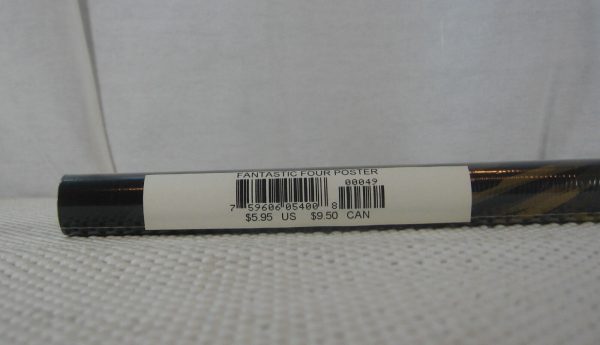 FANTASTIC FOUR POSTER
00049
7 59606 05400 8
$5.95 US $9.50 CAN